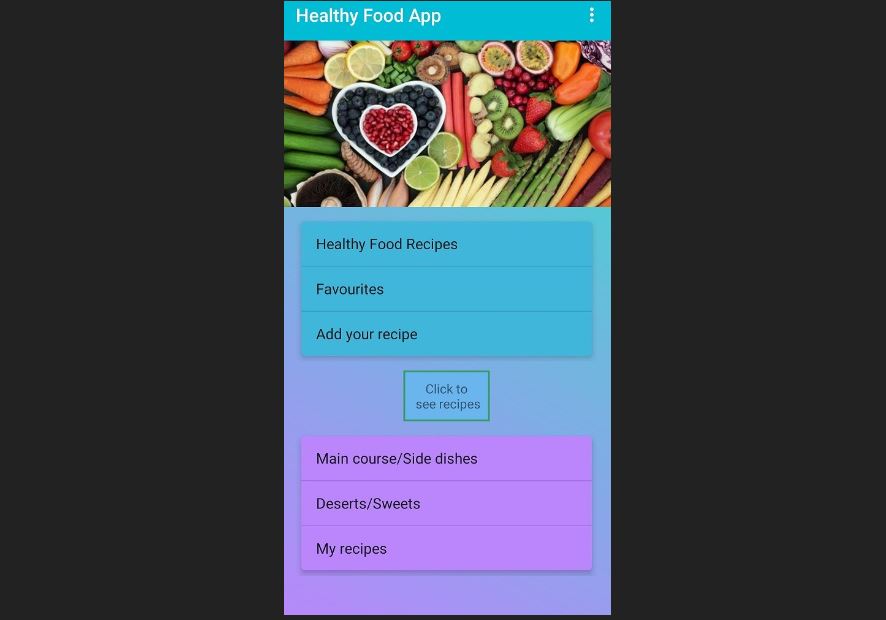 Healthy Food App
Healthy Food Recipes
Favourites
Add your recipe
Click to
see recipes
Main course/Side dishes
Deserts/Sweets
My recipes